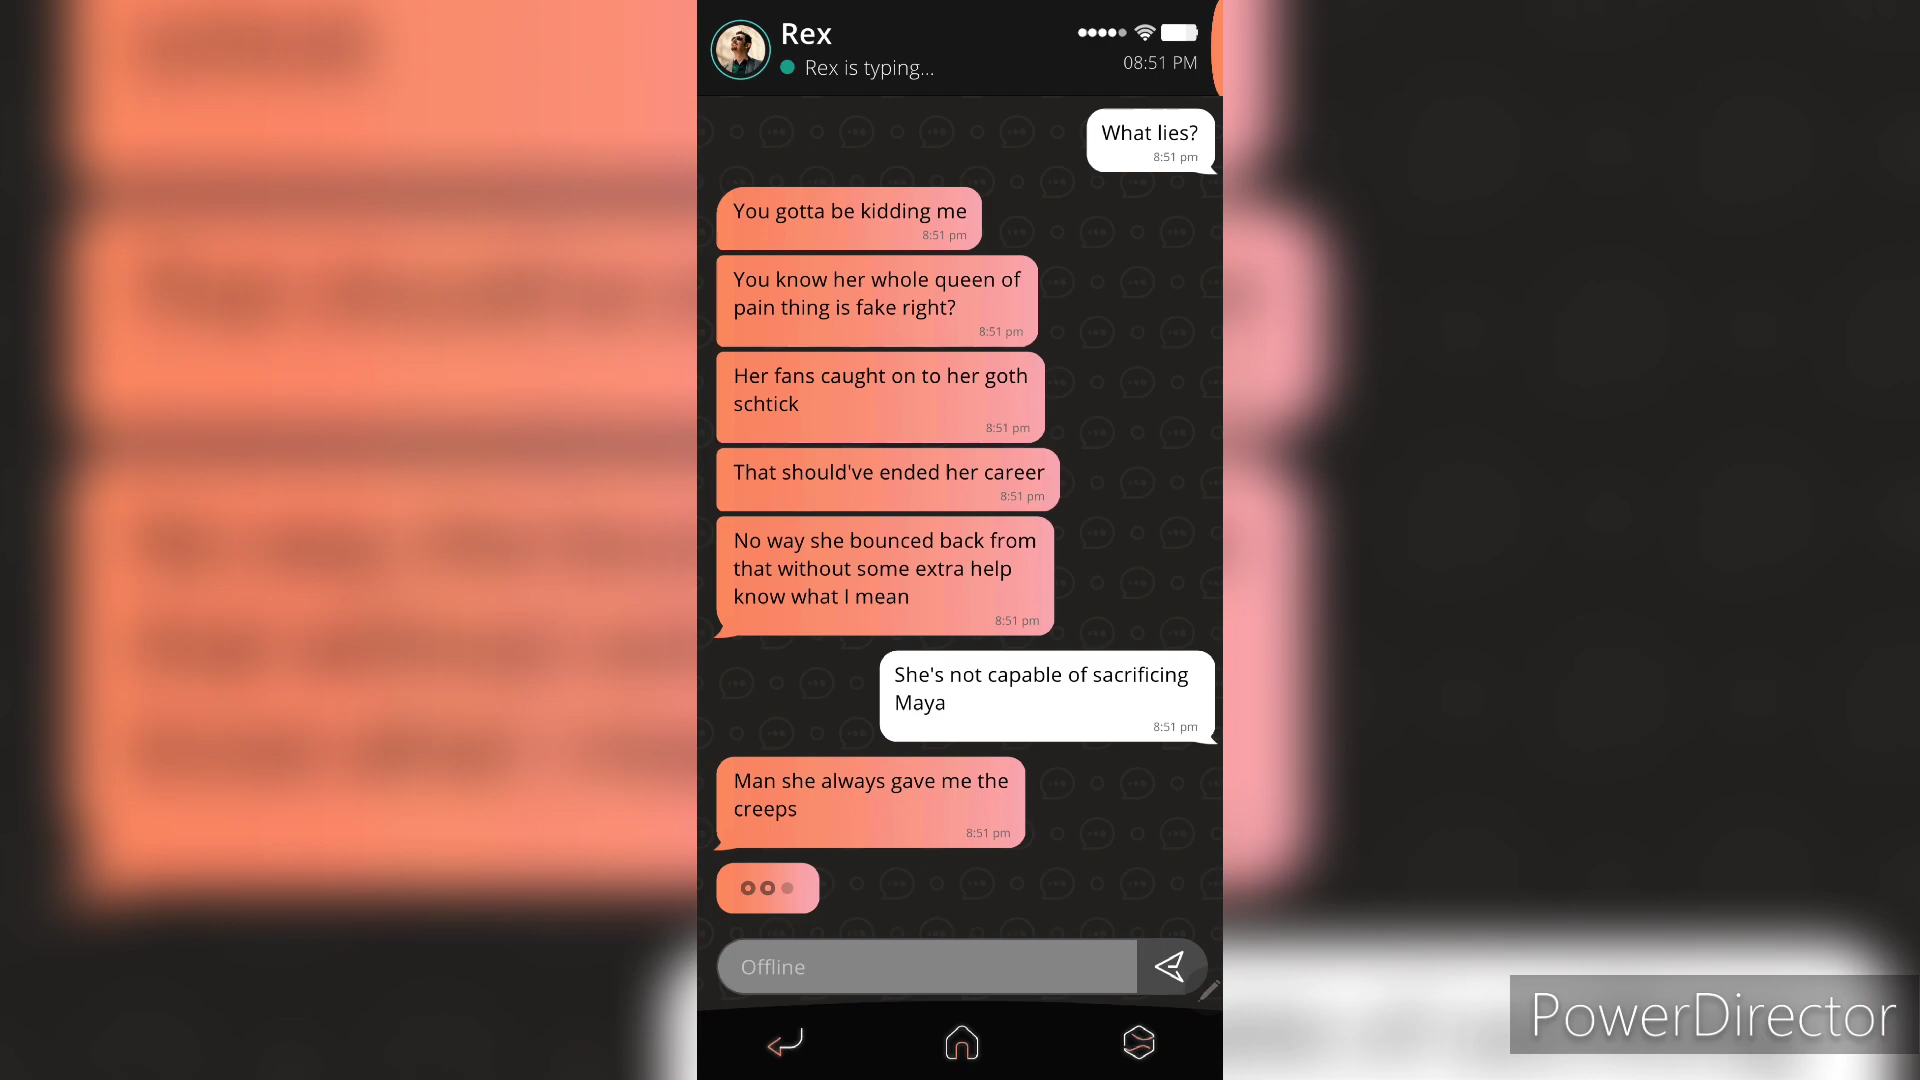 Rex
Rex is typing...
08:51 PM
What lies?
8:51 pm
You gotta be kidding me
8:51 pm
You know her whole queen of
pain thing is fake right?
8:51 pm
Her fans caught on to her goth
schtick
8:51 pm
That should've ended her career
8:51 pm
No way she bounced back from
that without some extra help
know what I mean
8:51 pm
She's not capable of sacrificing
Maya
8:51 pm
Man she always gave me the
creeps
8:51 pm
Offline
PowerDirector